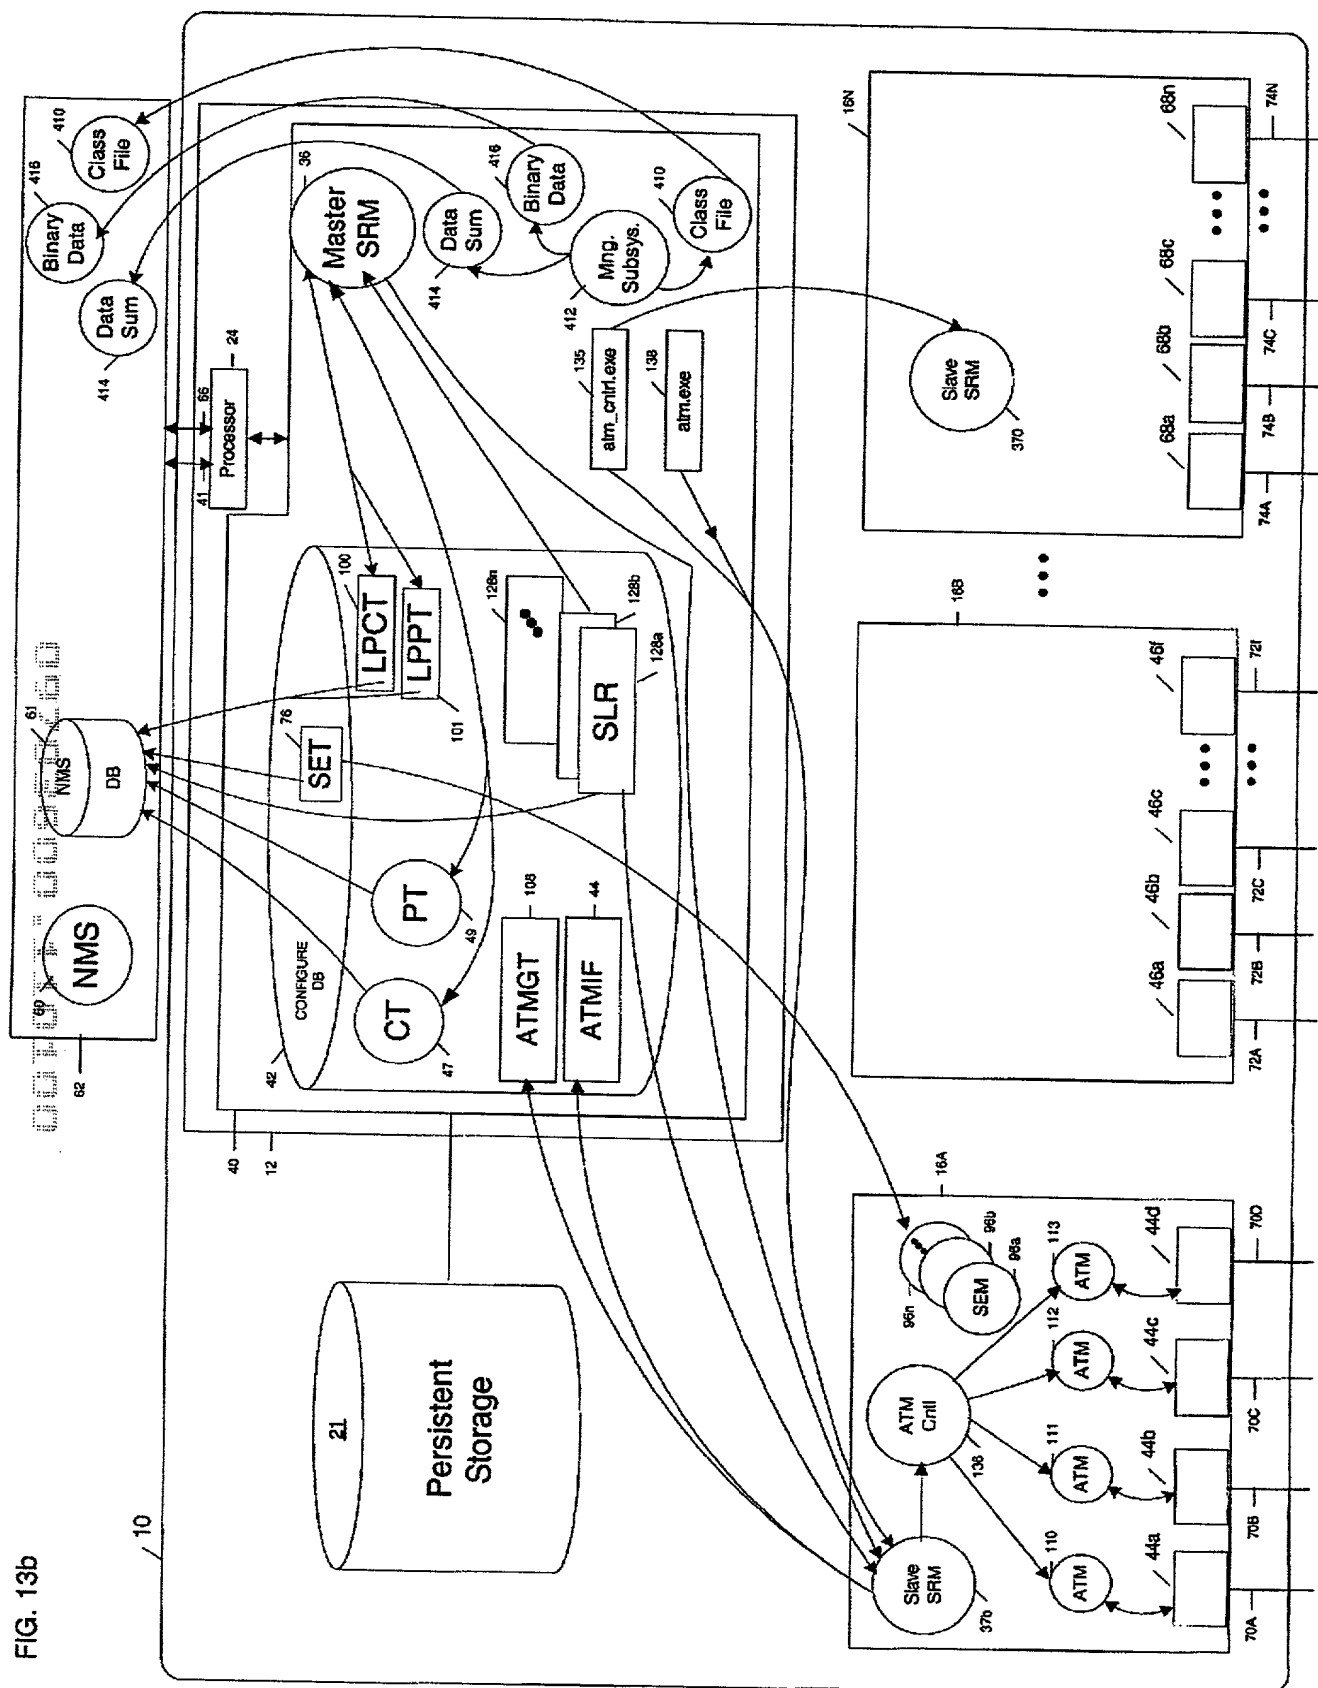 FIG. 13b
10
62
60
NMS
61
NMS
DB
414
Data
Sum
416
Binary
Data
410
Class
File
21
Persistent
Storage
40
12
41
66
Processor
24
42
CONFIGURE
DB
CT
47
PT
49
SET
76
LPCT
100
LPPT
101
ATMGT
108
ATMIF
44
SLR
128a
128b
126n
Master
SRM
36
Data
Sum
414
Binary
Data
416
Mng.
Subsys.
412
Class
File
410
atm_cntrl.exe
135
atm.exe
138
16A
Slave
SRM
37b
ATM
Cntl
136
SEM
96a
96b
96n
ATM
110
ATM
111
ATM
112
ATM
113
44a
44b
44c
44d
70A
70B
70C
70D
16B
46a
46b
46c
46f
72A
72B
72C
72f
16N
Slave
SRM
370
68a
68b
68c
68n
74A
74B
74C
74N